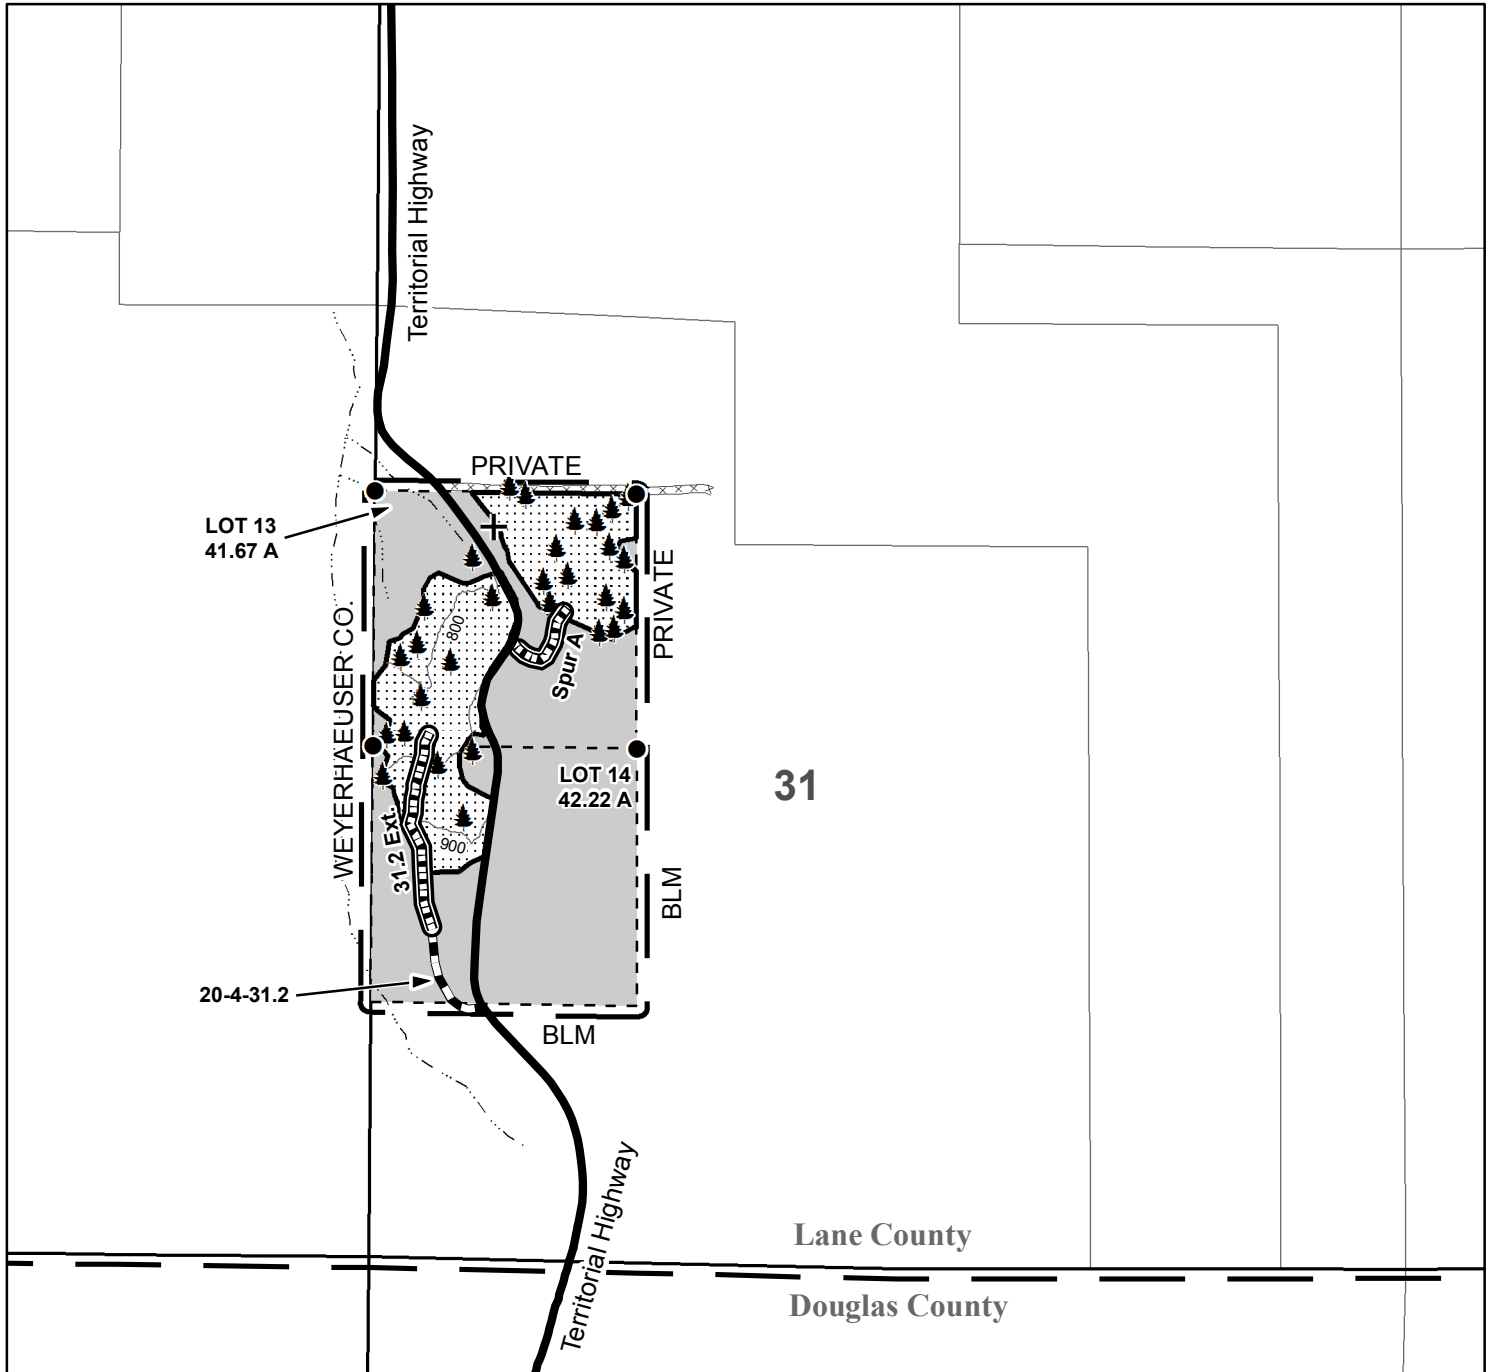 Territorial Highway
PRIVATE
LOT 13
41.67 A
PRIVATE
WEYERHAEUSER CO.
800
Spur A
LOT 14
42.22 A
31
31.2 Ext.
900
BLM
20-4-31.2
BLM
Territorial Highway
Lane County
Douglas County